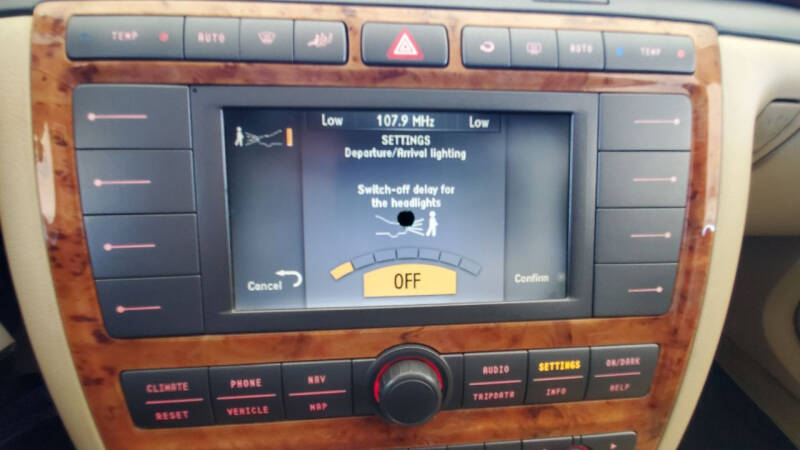 TEMP AUTO AUTO TEMP
Low 107.9 MHz Low
SETTINGS
Departure/Arrival lighting
Switch-off delay for
the headlights
OFF
Cancel Confirm
CLIMATE PHONE NAV AUDIO SETTINGS ON/DARK
RESET VEHICLE MAP TRIPDATA INFO HELP